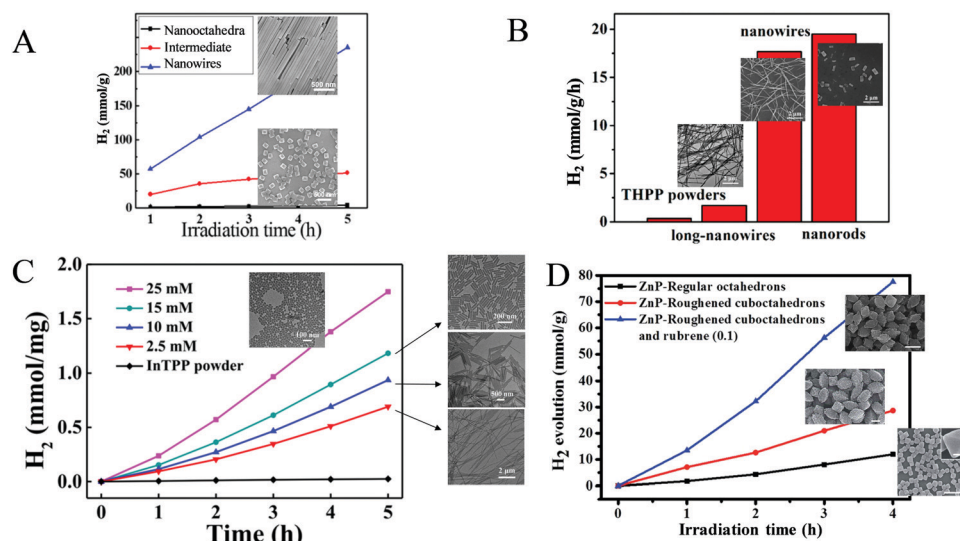 A
Nanooctahedra
Intermediate
Nanowires
H₂ (mmol/g)
250
200
150
100
50
0
500 nm
1 2 3 4 5
Irradiation time (h)
B
H₂ (mmol/g/h)
20
15
10
5
0
THPP powders
long-nanowires
nanowires
nanorods
2 μm
2 μm
2 μm
C
H₂ (mmol/mg)
2.0
1.5
1.0
0.5
0.0
25 mM
15 mM
10 mM
2.5 mM
InTPP powder
100 nm
0 1 2 3 4 5
Time (h)
200 nm
500 nm
2 μm
D
H₂ evolution (mmol/g)
80
70
60
50
40
30
20
10
0
ZnP-Regular octahedrons
ZnP-Roughened cuboctahedrons
ZnP-Roughened cuboctahedrons
and rubrene (0.1)
0 1 2 3 4
Irradiation time (h)